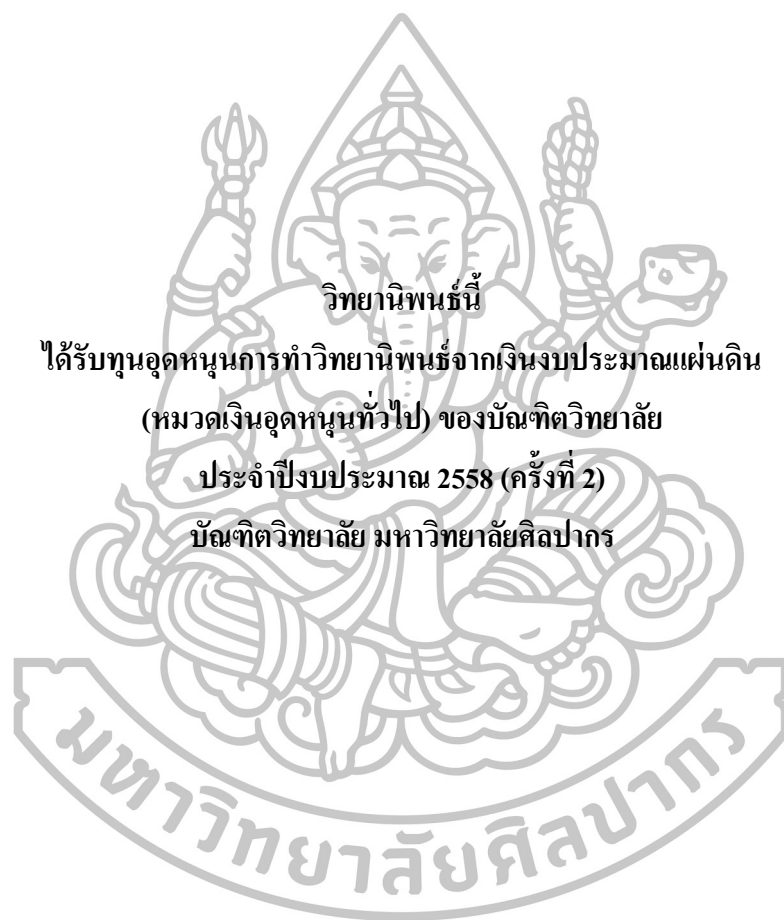 วิทยานิพนธ์นี้
ได้รับทุนอุดหนุนการทำวิทยานิพนธ์จากเงินงบประมาณแผ่นดิน
(หมวดเงินอุดหนุนทั่วไป) ของบัณฑิตวิทยาลัย
ประจำปีงบประมาณ 2558 (ครั้งที่ 2)
บัณฑิตวิทยาลัย มหาวิทยาลัยศิลปากร
มหาวิทยาลัยศิลปากร